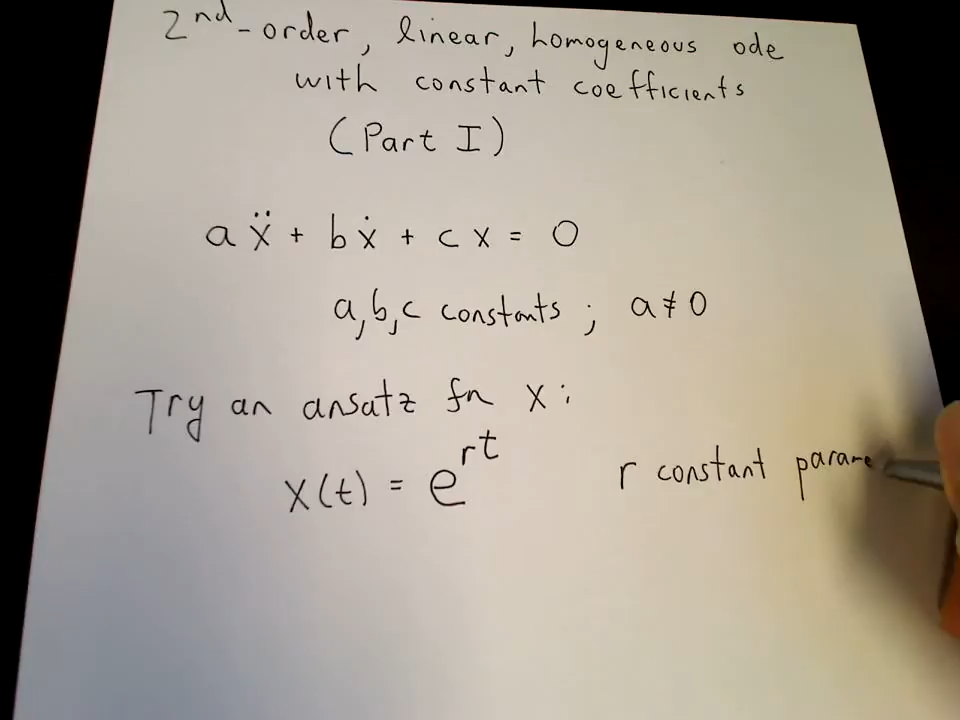 2nd-order, linear, homogeneous ode
with constant coefficients
(Part I)
aẍ + bẋ + cx = 0
a,b,c constants ; a≠0
Try an ansatz for x:
x(t) = e^rt r constant parame